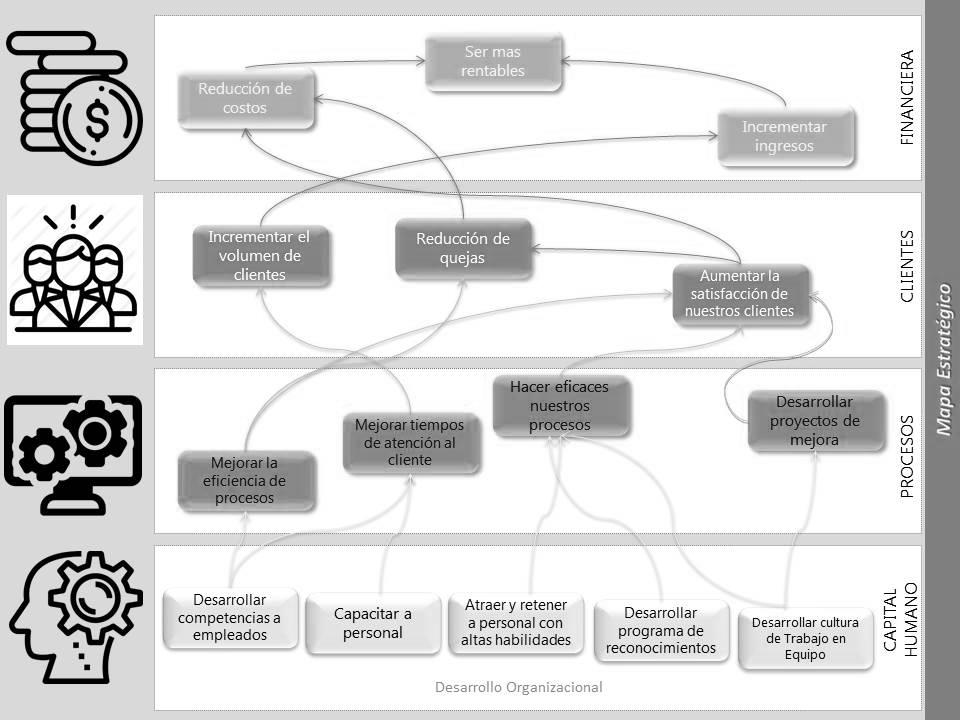 Ser mas
rentables
Reducción de
costos
Incrementar
ingresos
FINANCIERA
Incrementar el
volumen de
clientes
Reducción de
quejas
Aumentar la
satisfacción de
nuestros clientes
CLIENTES
Mapa Estratégico
Hacer eficaces
nuestros
procesos
Desarrollar
proyectos de
mejora
Mejorar tiempos
de atención al
cliente
Mejorar la
eficiencia de
procesos
PROCESOS
Desarrollar
competencias a
empleados
Capacitar a
personal
Atraer y retener
a personal con
altas habilidades
Desarrollar
programa de
reconocimientos
Desarrollar cultura
de Trabajo en
Equipo
CAPITAL
HUMANO
Desarrollo Organizacional